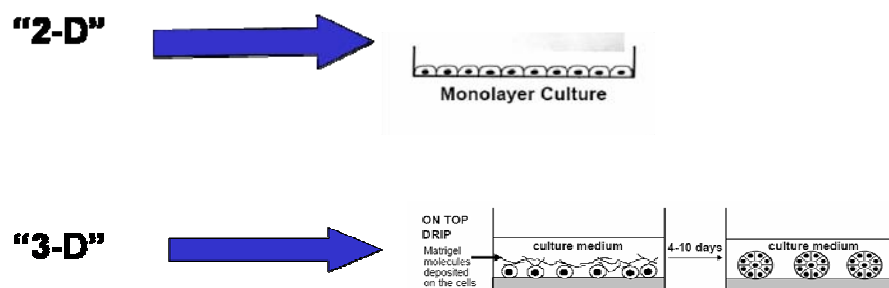 “2-D”
Monolayer Culture
“3-D”
ON TOP
DRIP
Matrigel
molecules
deposited
on the cells
culture medium
4-10 days
culture medium